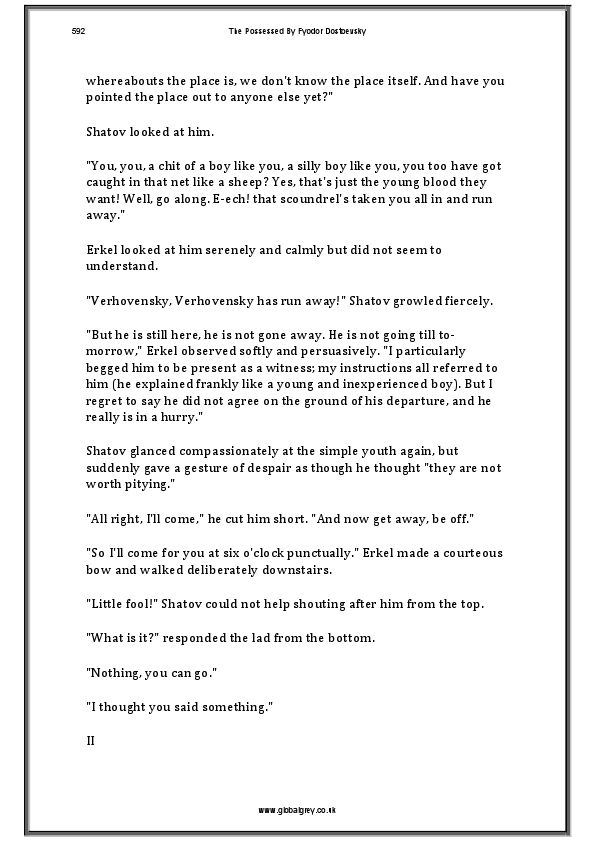 592
The Possessed By Fyodor Dostoevsky
whereabouts the place is, we don't know the place itself. And have you
pointed the place out to anyone else yet?"
Shatov looked at him.
"You, you, a chit of a boy like you, a silly boy like you, you too have got
caught in that net like a sheep? Yes, that's just the young blood they
want! Well, go along. E-ech! that scoundrel's taken you all in and run
away."
Erkel looked at him serenely and calmly but did not seem to
understand.
"Verhovensky, Verhovensky has run away!" Shatov growled fiercely.
"But he is still here, he is not gone away. He is not going till to-
morrow," Erkel observed softly and persuasively. "I particularly
begged him to be present as a witness; my instructions all referred to
him (he explained frankly like a young and inexperienced boy). But I
regret to say he did not agree on the ground of his departure, and he
really is in a hurry."
Shatov glanced compassionately at the simple youth again, but
suddenly gave a gesture of despair as though he thought "they are not
worth pitying."
"All right, I'll come," he cut him short. "And now get away, be off."
"So I'll come for you at six o'clock punctually." Erkel made a courteous
bow and walked deliberately downstairs.
"Little fool!" Shatov could not help shouting after him from the top.
"What is it?" responded the lad from the bottom.
"Nothing, you can go."
"I thought you said something."
II
www.globalgrey.co.uk